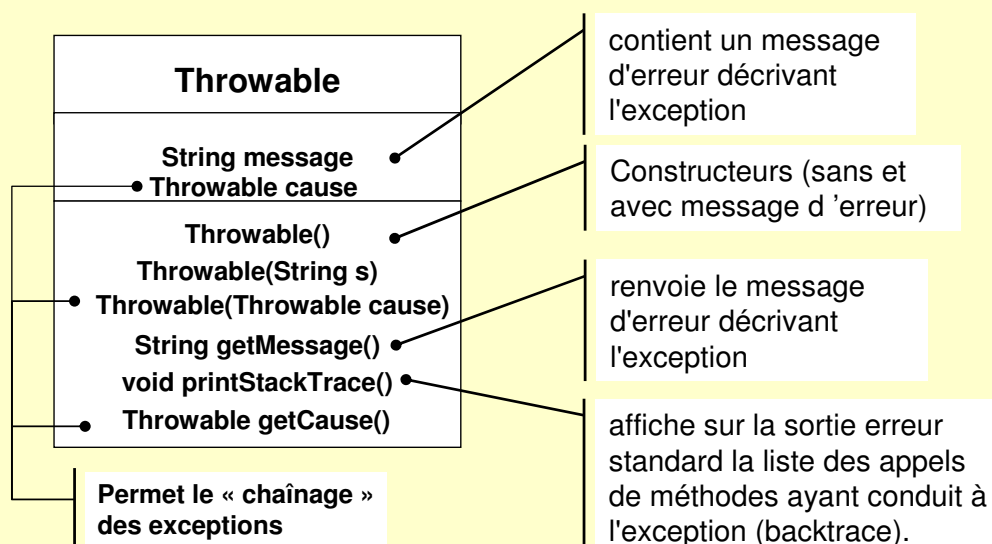 Throwable
String message
Throwable cause
Throwable()
Throwable(String s)
Throwable(Throwable cause)
String getMessage()
void printStackTrace()
Throwable getCause()
Permet le « chaînage »
des exceptions
contient un message
d'erreur décrivant
l'exception
Constructeurs (sans et
avec message d ’erreur)
renvoie le message
d'erreur décrivant
l'exception
affiche sur la sortie erreur
standard la liste des appels
de méthodes ayant conduit à
l'exception (backtrace).